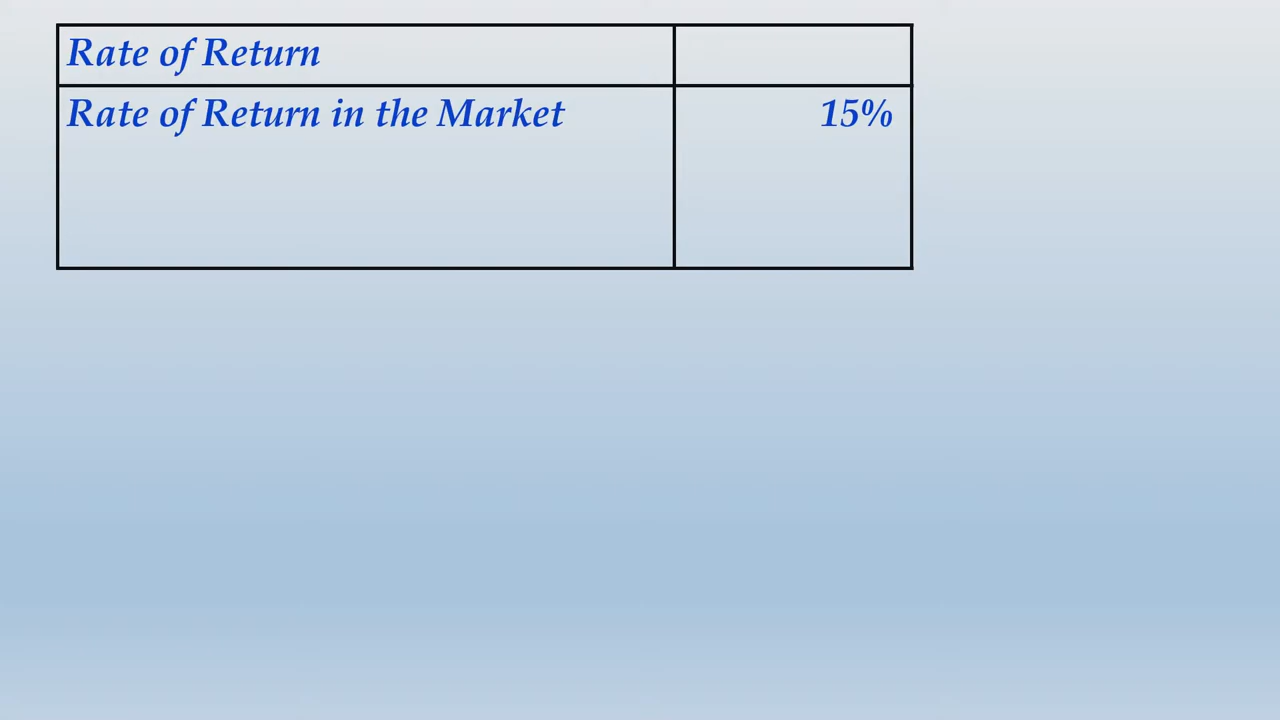 Rate of Return
Rate of Return in the Market 15%